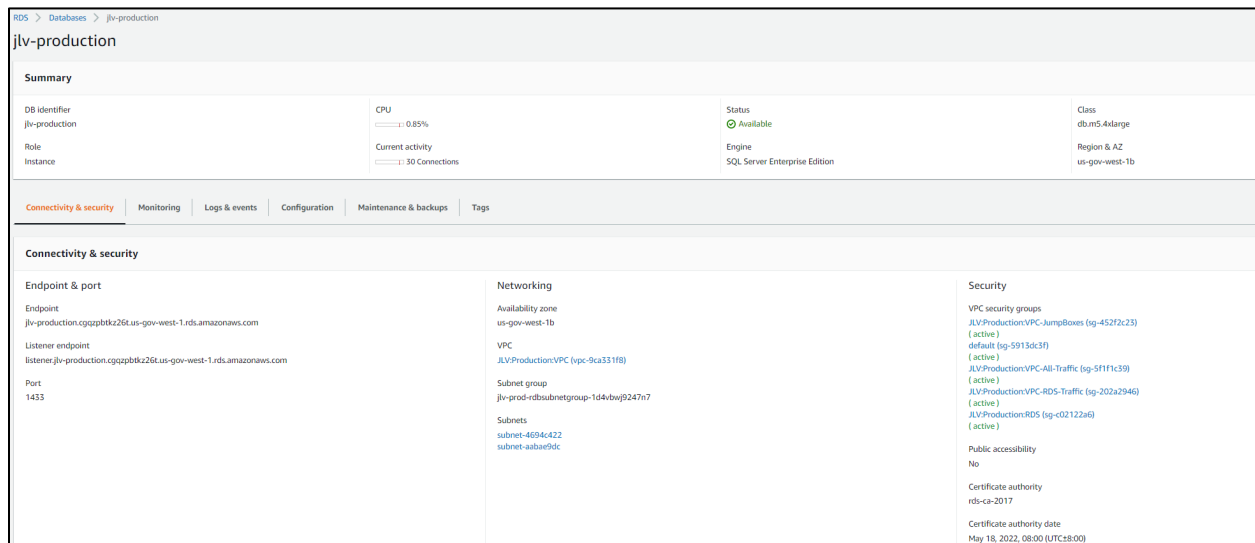 RDS > Databases > jlv-production
jlv-production
Summary
DB identifier
jlv-production
CPU
0.85%
Status
Available
Class
db.m5.4xlarge
Role
Instance
Current activity
30 Connections
Engine
SQL Server Enterprise Edition
Region & AZ
us-gov-west-1b
Connectivity & security Monitoring Logs & events Configuration Maintenance & backups Tags
Connectivity & security
Endpoint & port
Endpoint
jlv-production.cgqzpbtkz26t.us-gov-west-1.rds.amazonaws.com
Listener endpoint
listener.jlv-production.cgqzpbtkz26t.us-gov-west-1.rds.amazonaws.com
Port
1433
Networking
Availability zone
us-gov-west-1b
VPC
JLV:Production:VPC (vpc-9ca331f8)
Subnet group
jlv-prod-rdbsubnetgroup-1d4vbwj9247n7
Subnets
subnet-4694c422
subnet-aabae9dc
Security
VPC security groups
JLV:Production:VPC-JumpBoxes (sg-452f2c23)
( active )
default (sg-5913dc3f)
( active )
JLV:Production:VPC-All-Traffic (sg-5f1f1c39)
( active )
JLV:Production:VPC-RDS-Traffic (sg-202a2946)
( active )
JLV:Production:RDS (sg-c02122a6)
( active )
Public accessibility
No
Certificate authority
rds-ca-2017
Certificate authority date
May 18, 2022, 08:00 (UTC±8:00)